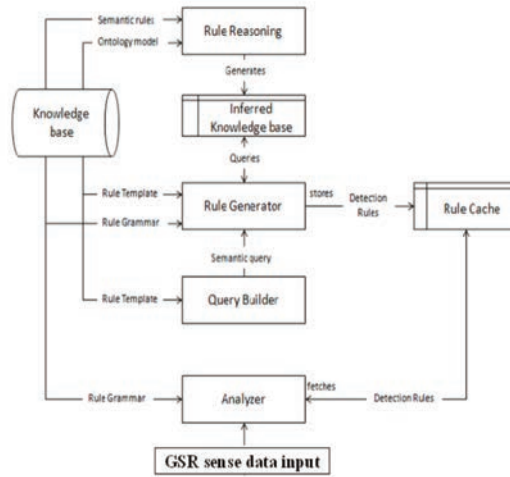 Semantic rules
Ontology model
Rule Reasoning
Generates
Knowledge
base
Inferred
Knowledge base
Queries
Rule Template
Rule Generator
stores
Detection
Rules
Rule Cache
Rule Grammar
Semantic query
Rule Template
Query Builder
Rule Grammar
Analyzer
fetches
Detection Rules
GSR sense data input